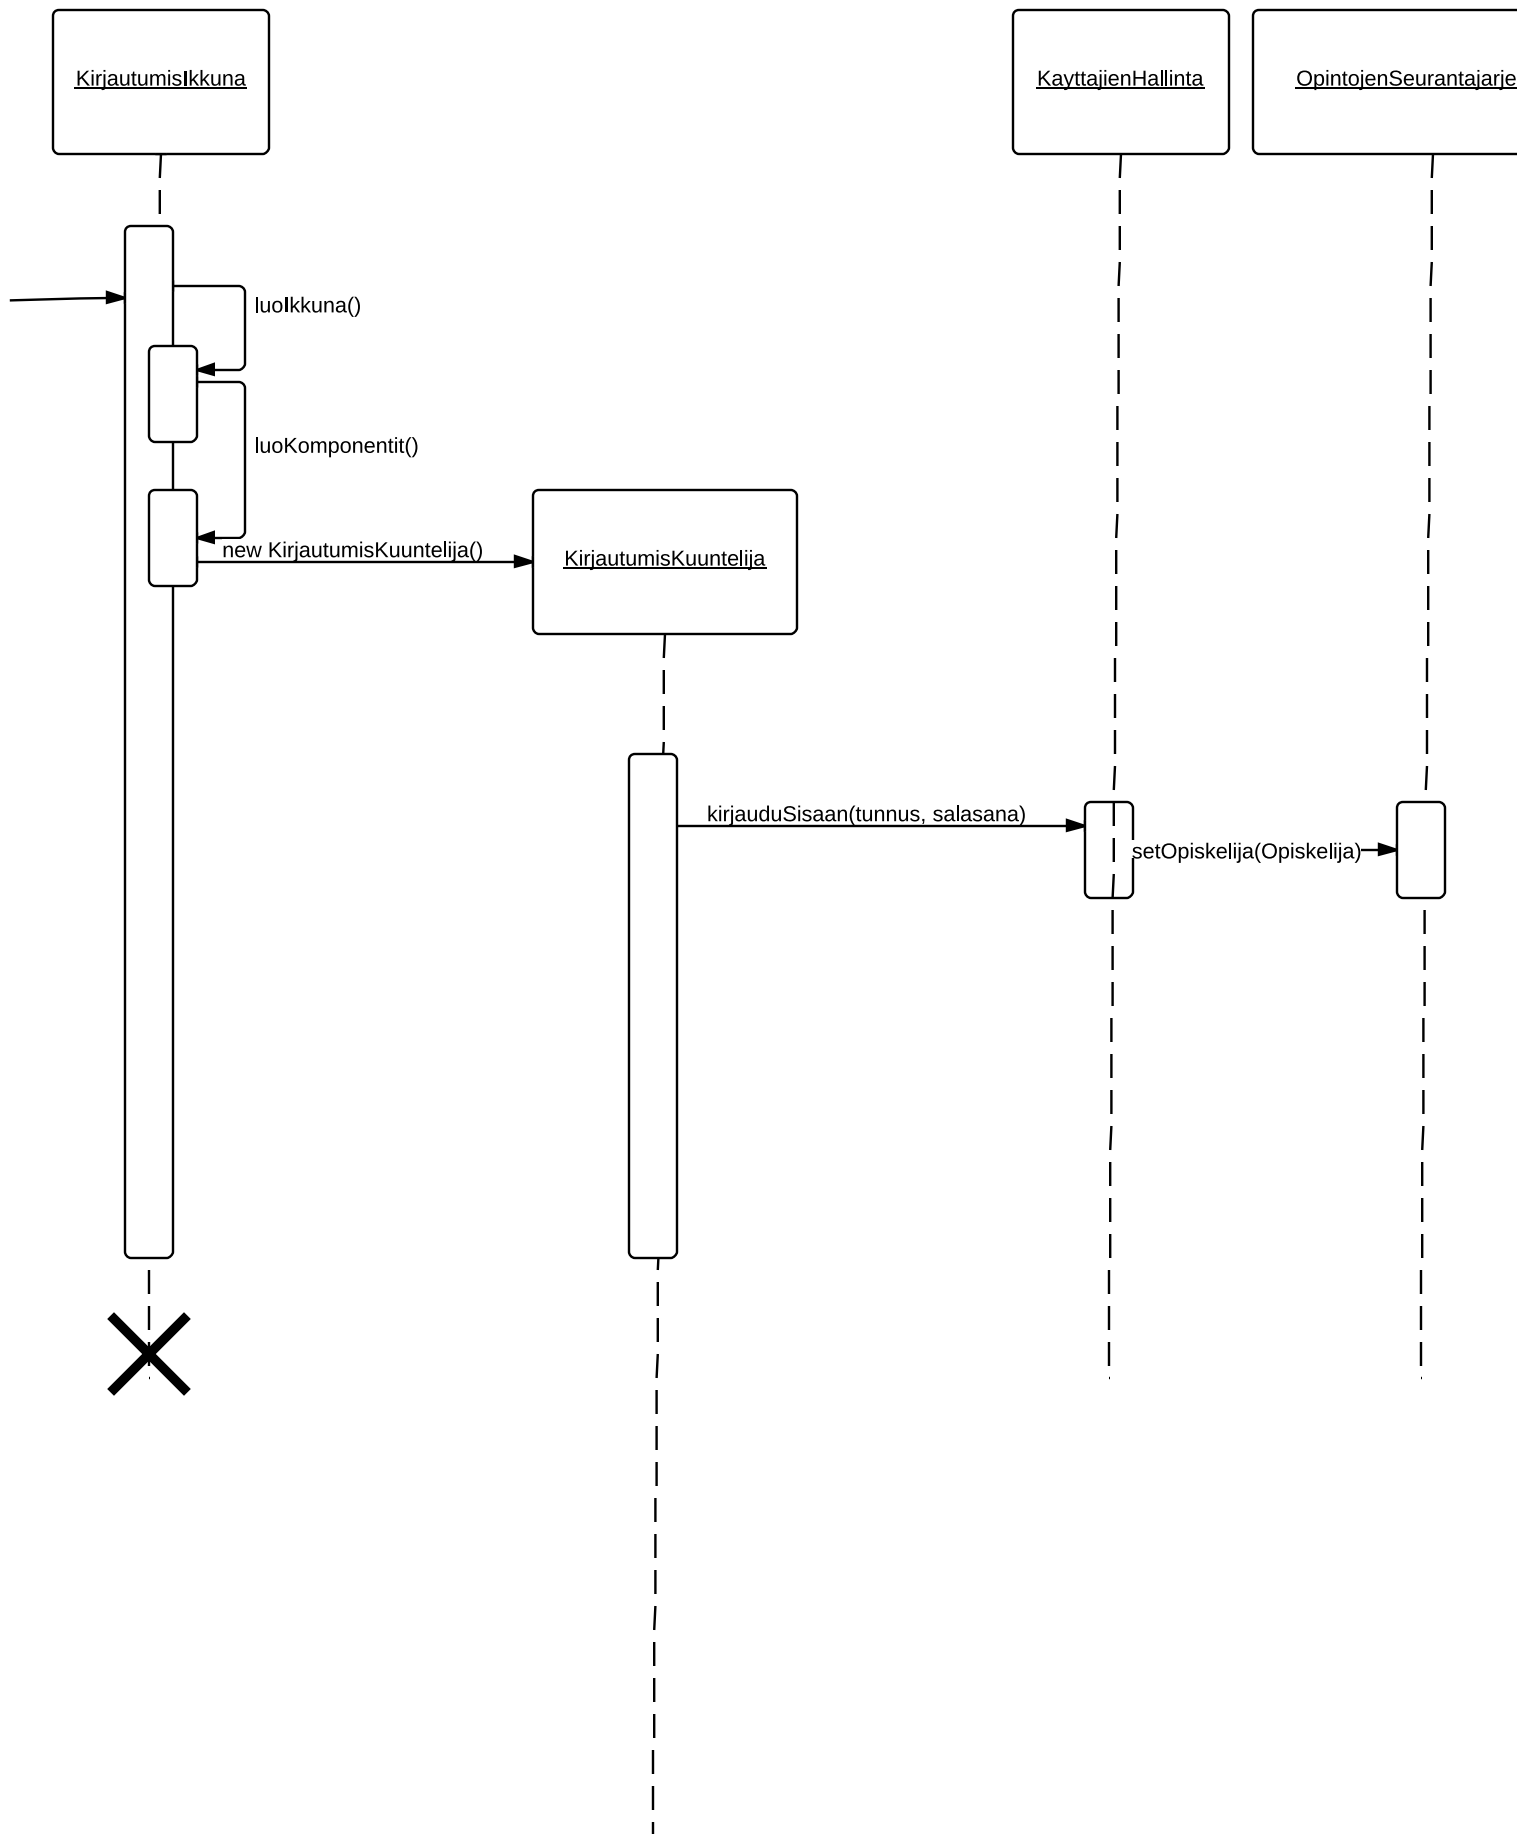 KirjautumisIkkuna
KayttajienHallinta
OpintojenSeurantajarje
luoIkkuna()
luoKomponentit()
new KirjautumisKuuntelija()
KirjautumisKuuntelija
kirjauduSisaan(tunnus, salasana)
setOpiskelija(Opiskelija)